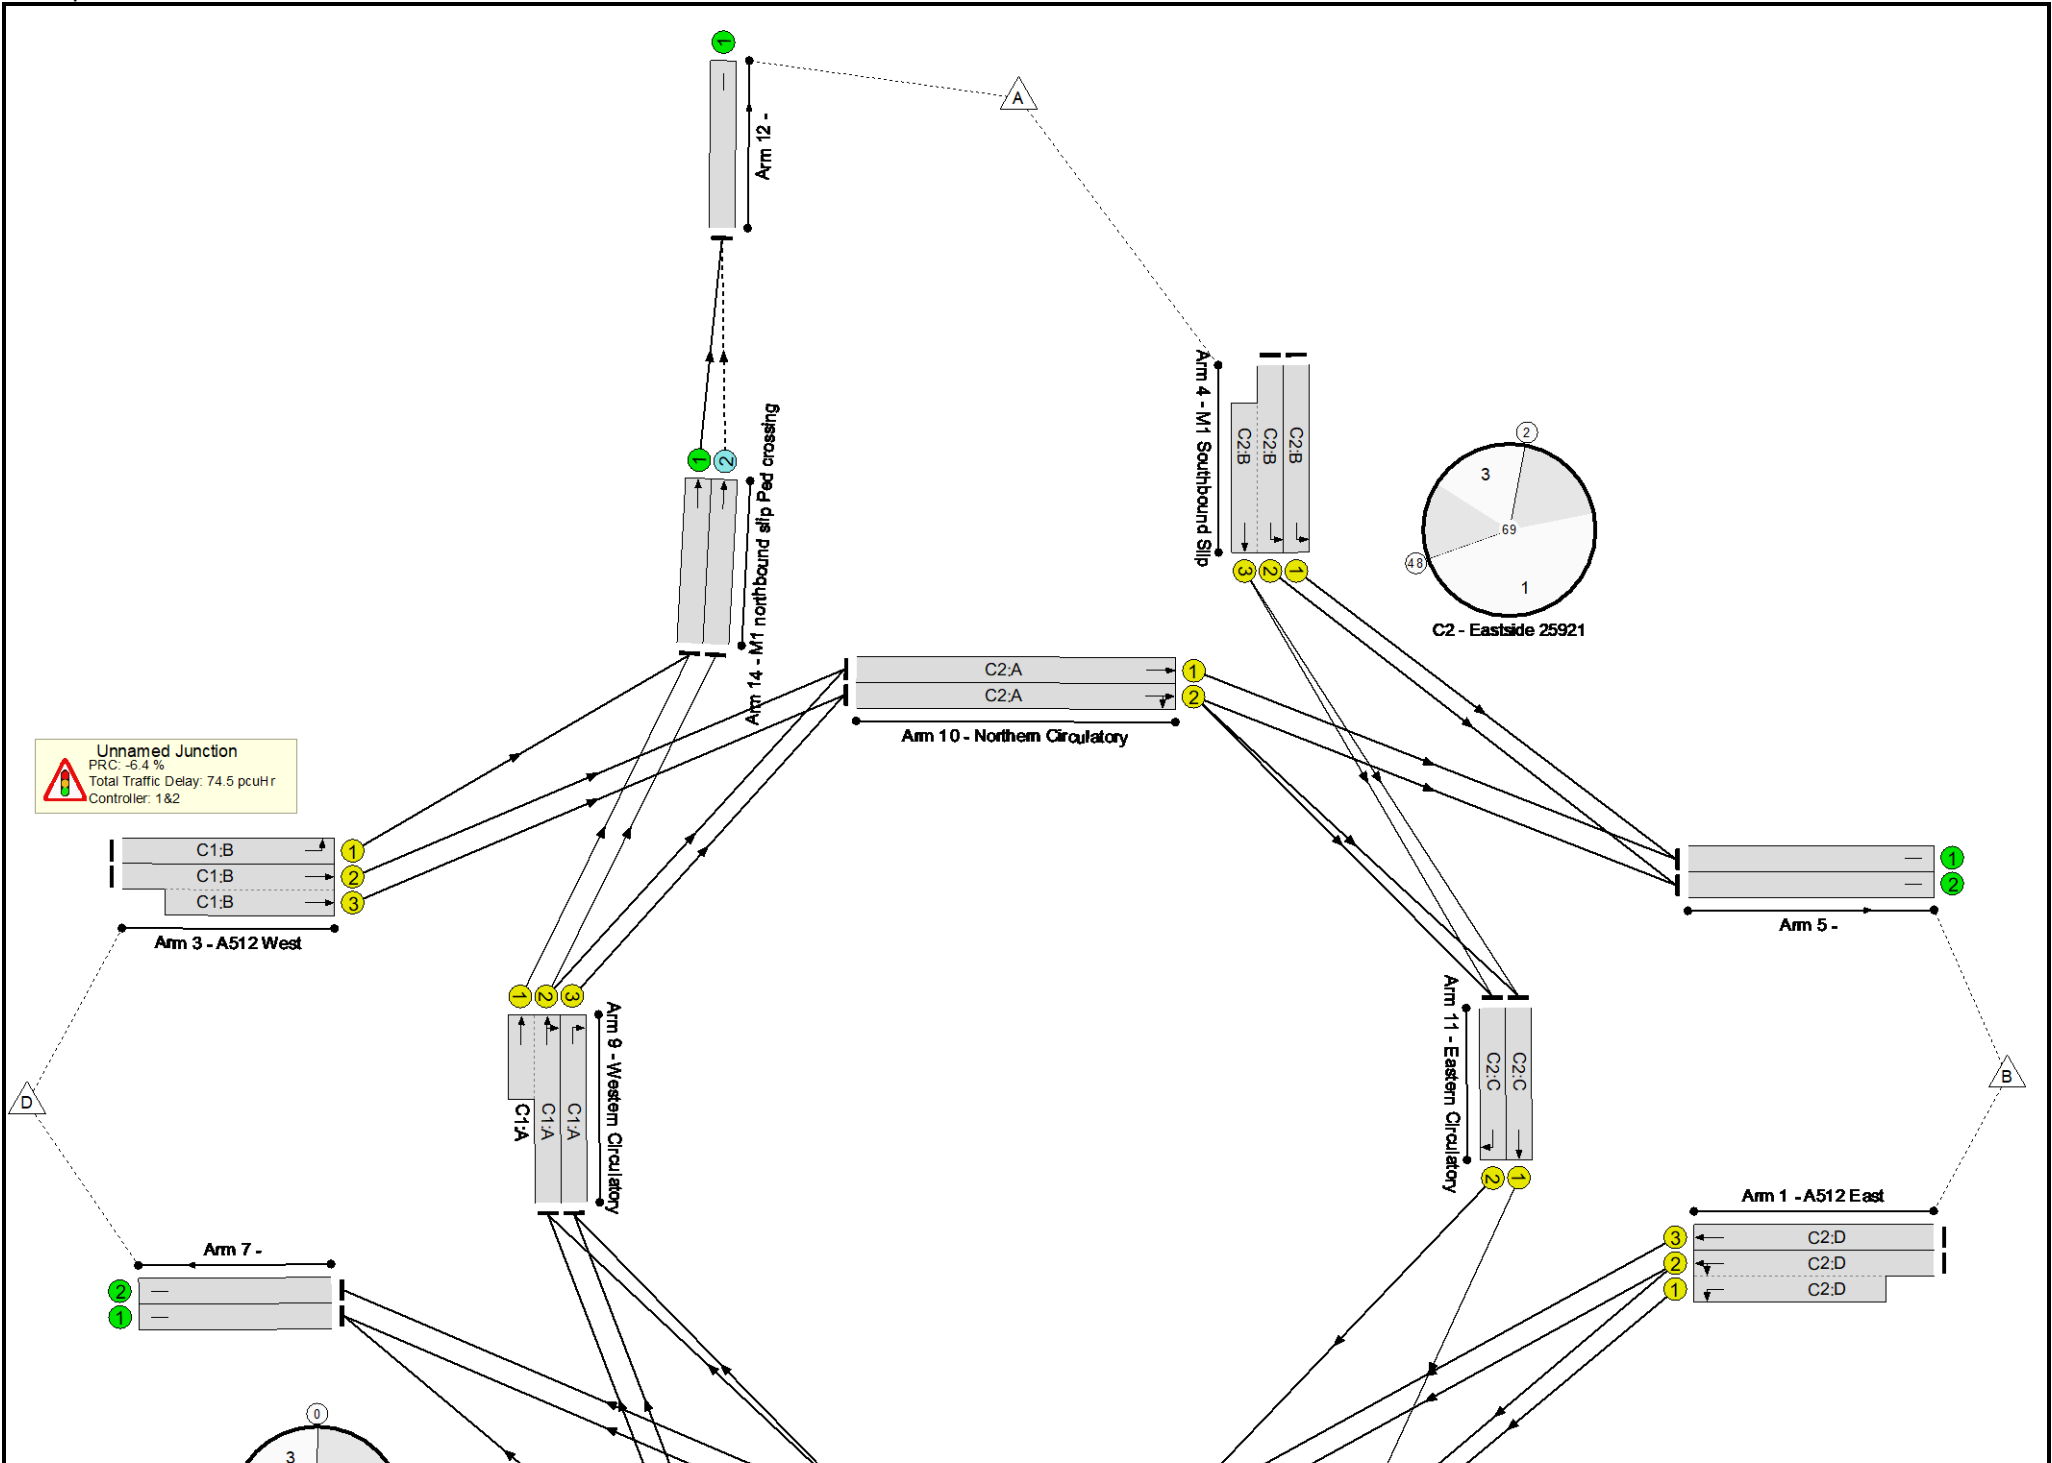 1
Arm 12 -
A
Arm 4 - M1 Southbound Slip
C2:B
C2:B
C2:B
3
2
1
2
3
69
48
1
C2 - Eastside 25921
1
2
Arm 14 - M1 northbound slip Ped crossing
C2:A
1
C2:A
2
Arm 10 - Northern Circulatory
Unnamed Junction
PRC: -6.4 %
Total Traffic Delay: 74.5 pcuHr
Controller: 1&2
C1:B
1
C1:B
2
C1:B
3
Arm 3 - A512 West
1
2
Arm 5 -
1
2
3
Arm 9 - Western Circulatory
C1:A
C1:A
C1:A
Arm 11 - Eastern Circulatory
C2:C
C2:C
2
1
D
B
Arm 1 - A512 East
3
C2:D
2
C2:D
1
C2:D
Arm 7 -
2
1
0
3